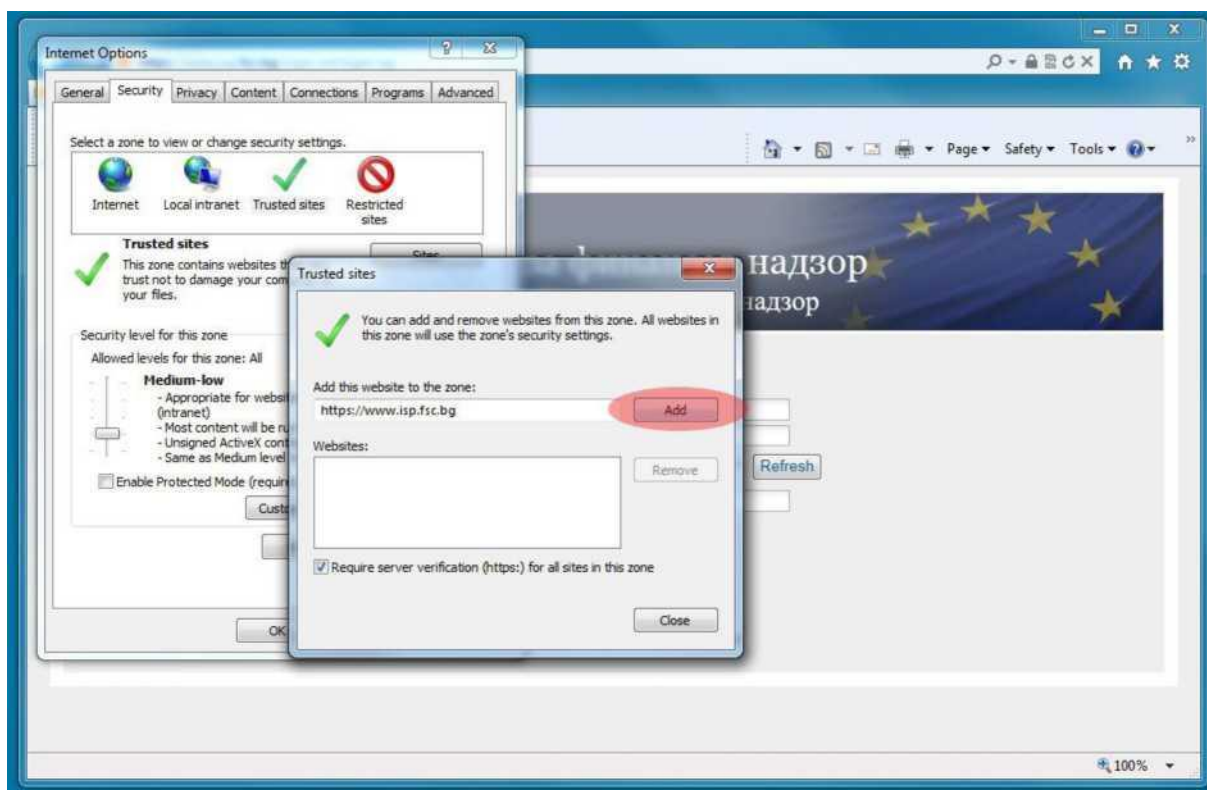 Internet Options
General Security Privacy Content Connections Programs Advanced
Select a zone to view or change security settings.
Internet Local intranet Trusted sites Restricted sites
Trusted sites
This zone contains websites
trust not to damage your com
your files.
Sites
Security level for this zone
Allowed levels for this zone: All
Medium-low
- Appropriate for websi
(intranet)
- Most content will be ru
- Unsigned ActiveX cont
- Same as Medium level
Enable Protected Mode (requir
Custo
OK
Page Safety Tools
надзор
надзор
Refresh
Trusted sites
You can add and remove websites from this zone. All websites in
this zone will use the zone's security settings.
Add this website to the zone:
https://www.isp.fsc.bg Add
Websites:
Remove
Require server verification (https:) for all sites in this zone
Close
100%